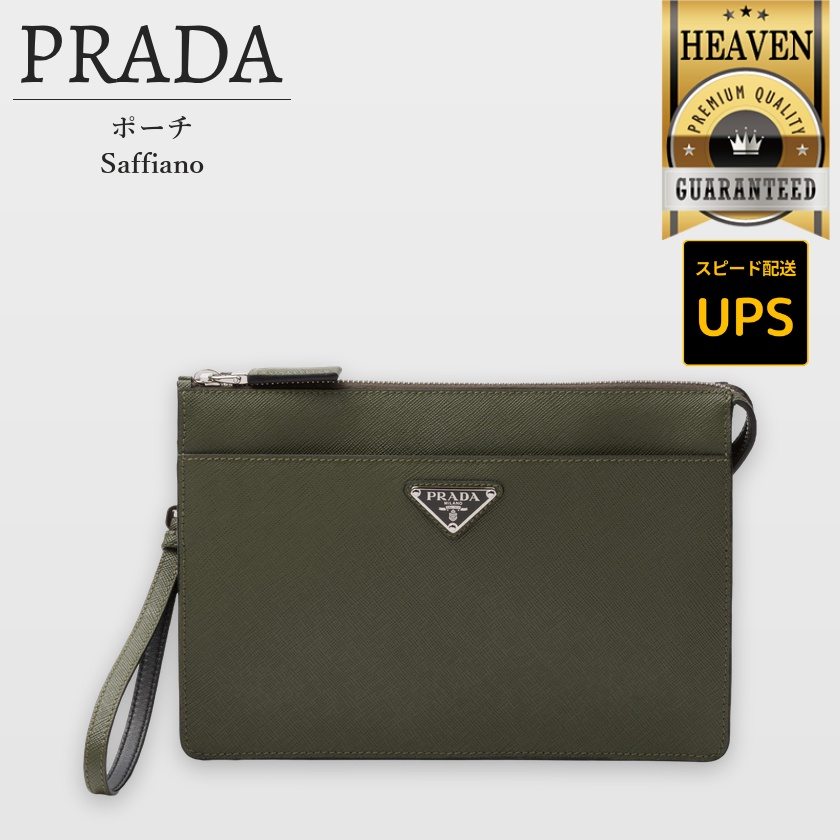 PRADA
ポーチ
Saffiano
HEAVEN
PREMIUM QUALITY
GUARANTEED
スピード配送
UPS
PRADA
MILANO